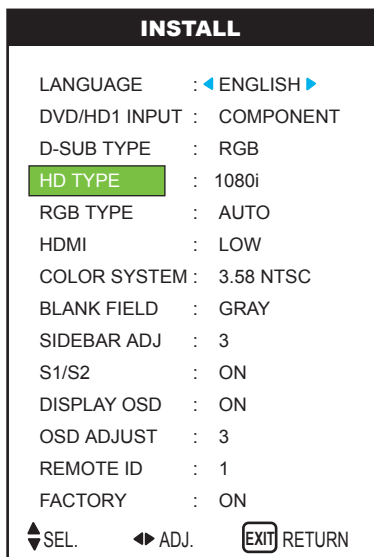 INSTALL
LANGUAGE : ENGLISH
DVD/HD1 INPUT : COMPONENT
D-SUB TYPE : RGB
HD TYPE : 1080i
RGB TYPE : AUTO
HDMI : LOW
COLOR SYSTEM : 3.58 NTSC
BLANK FIELD : GRAY
SIDEBAR ADJ : 3
S1/S2 : ON
DISPLAY OSD : ON
OSD ADJUST : 3
REMOTE ID : 1
FACTORY : ON
SEL. ADJ. EXIT RETURN